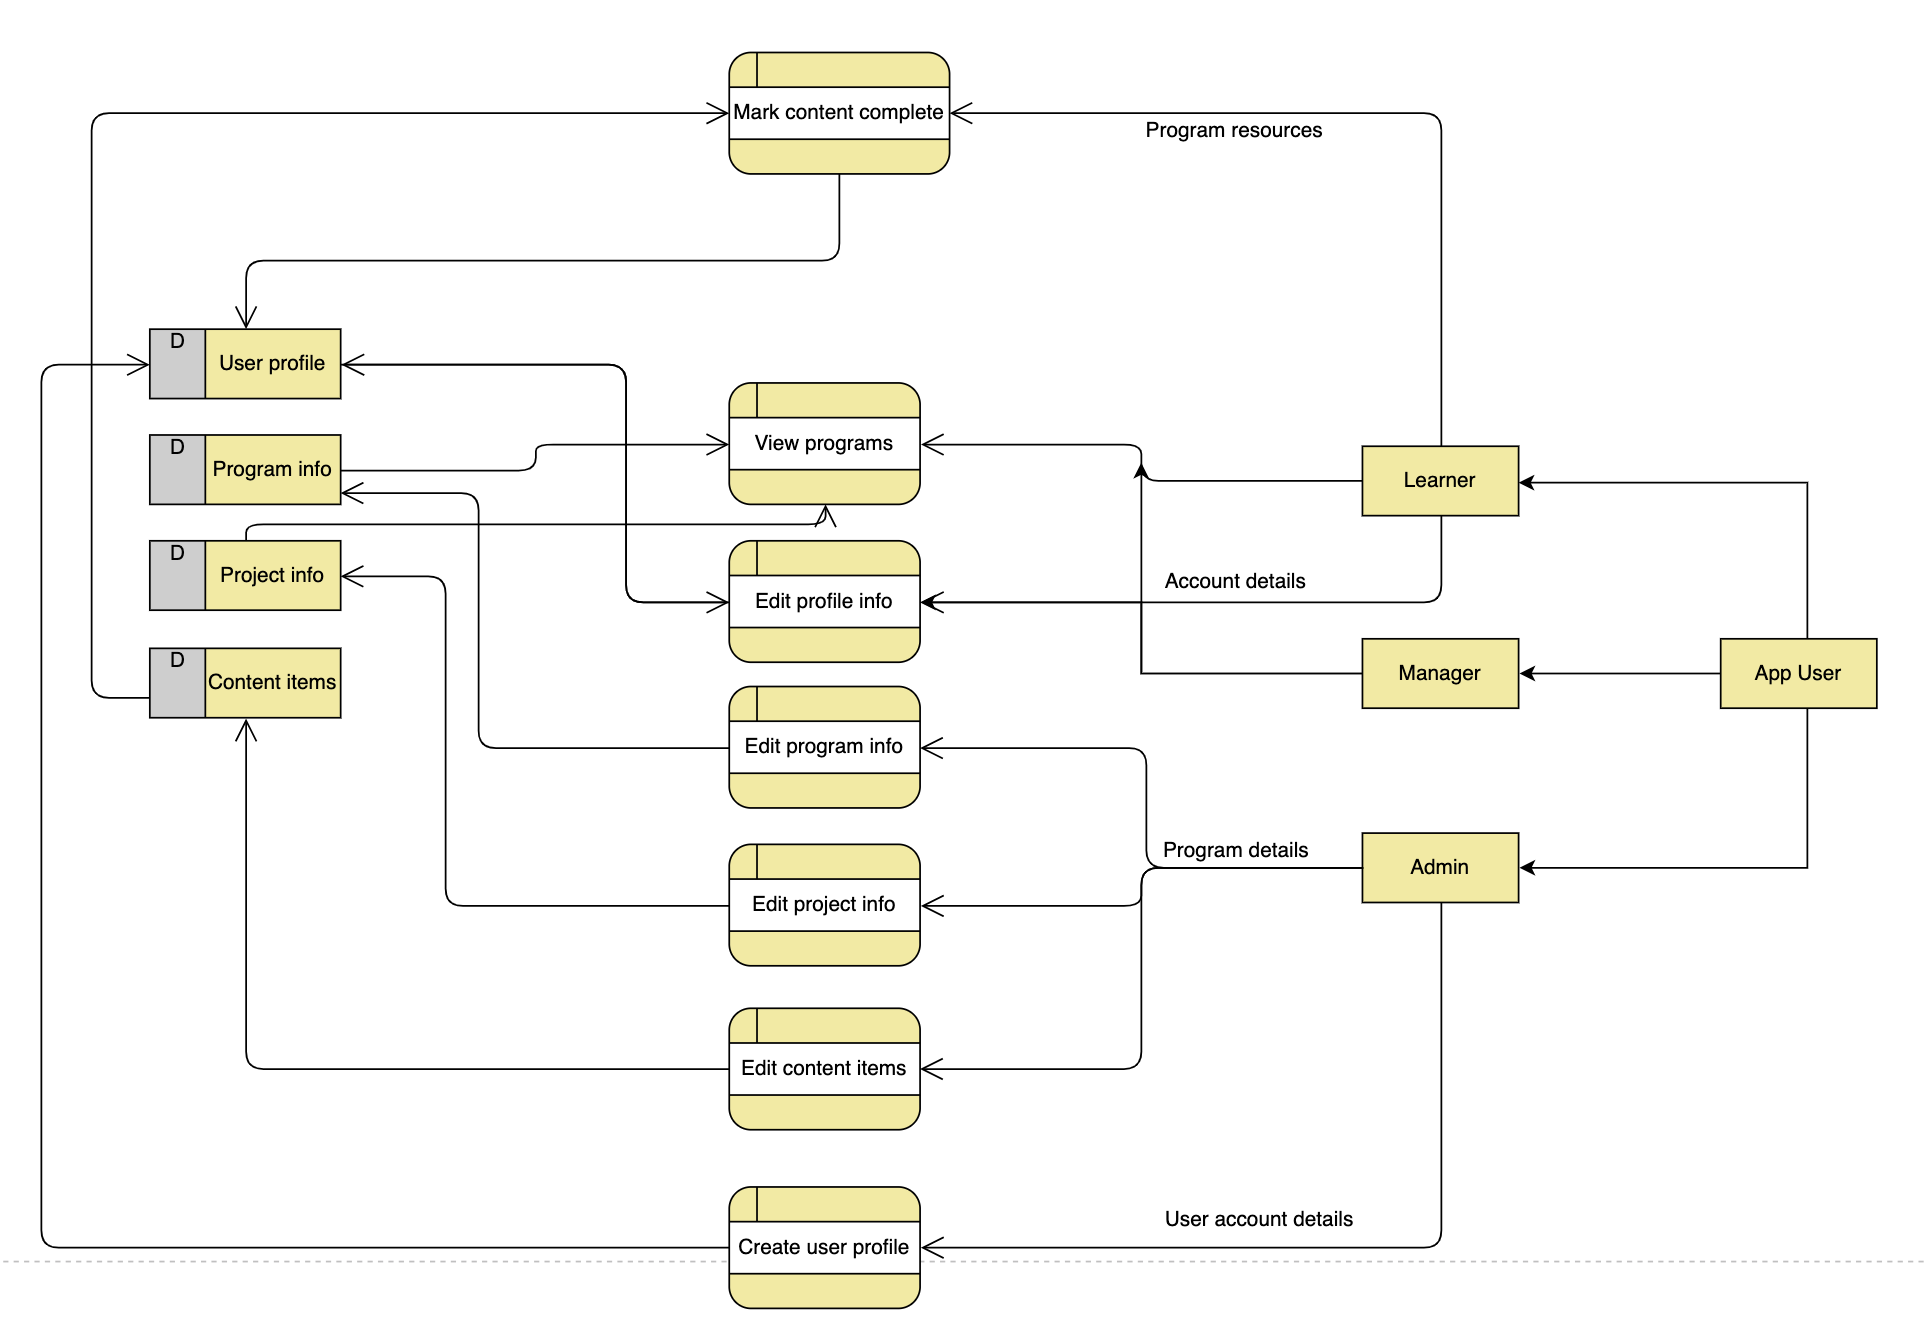 Mark content complete
Program resources
D
User profile
D
Program info
View programs
Learner
D
Project info
Account details
Edit profile info
D
Content items
Manager
App User
Edit program info
Program details
Admin
Edit project info
Edit content items
User account details
Create user profile